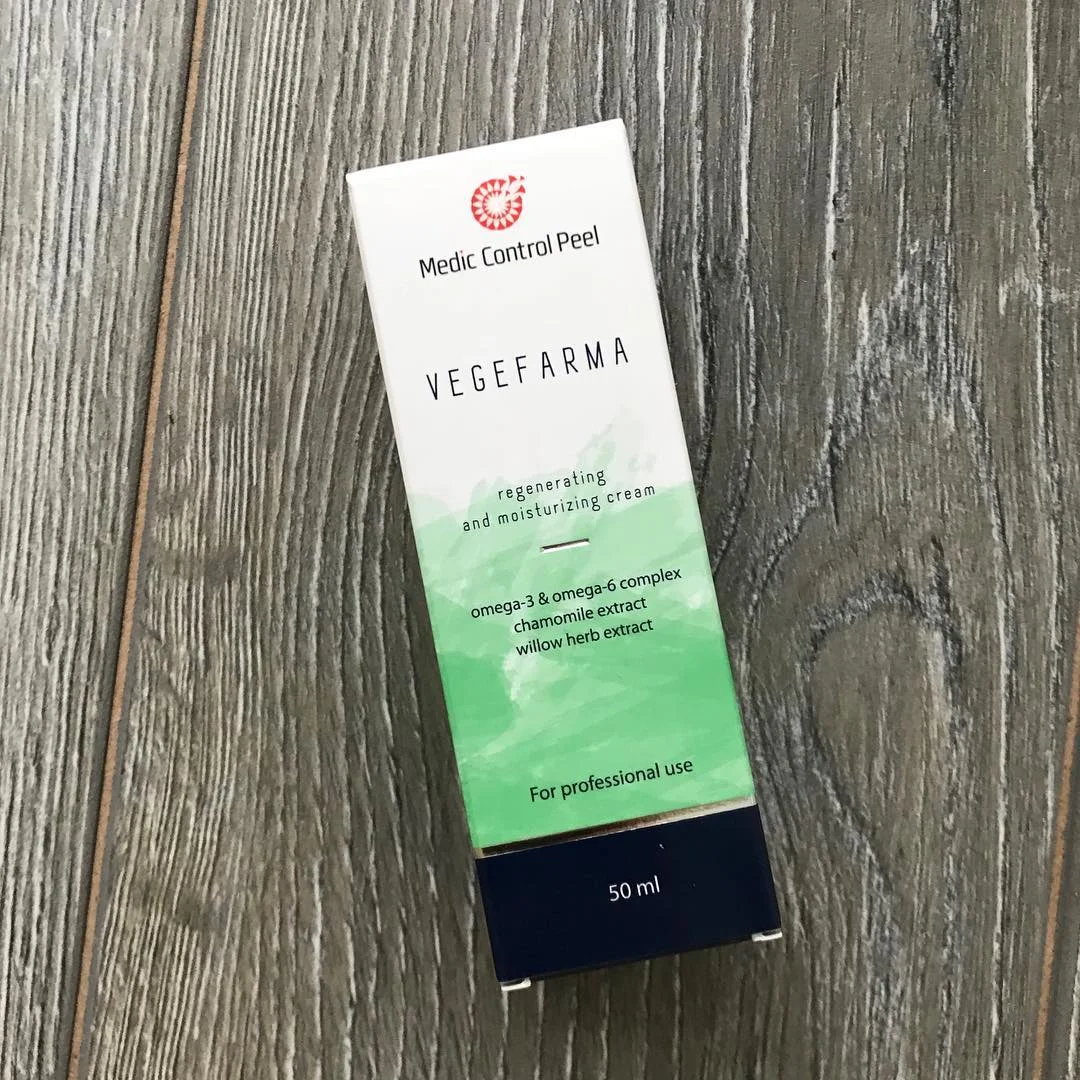 Medic Control Peel
VEGEFARMA
regenerating
and moisturizing cream
omega-3 & omega-6 complex
chamomile extract
willow herb extract
For professional use
50 ml